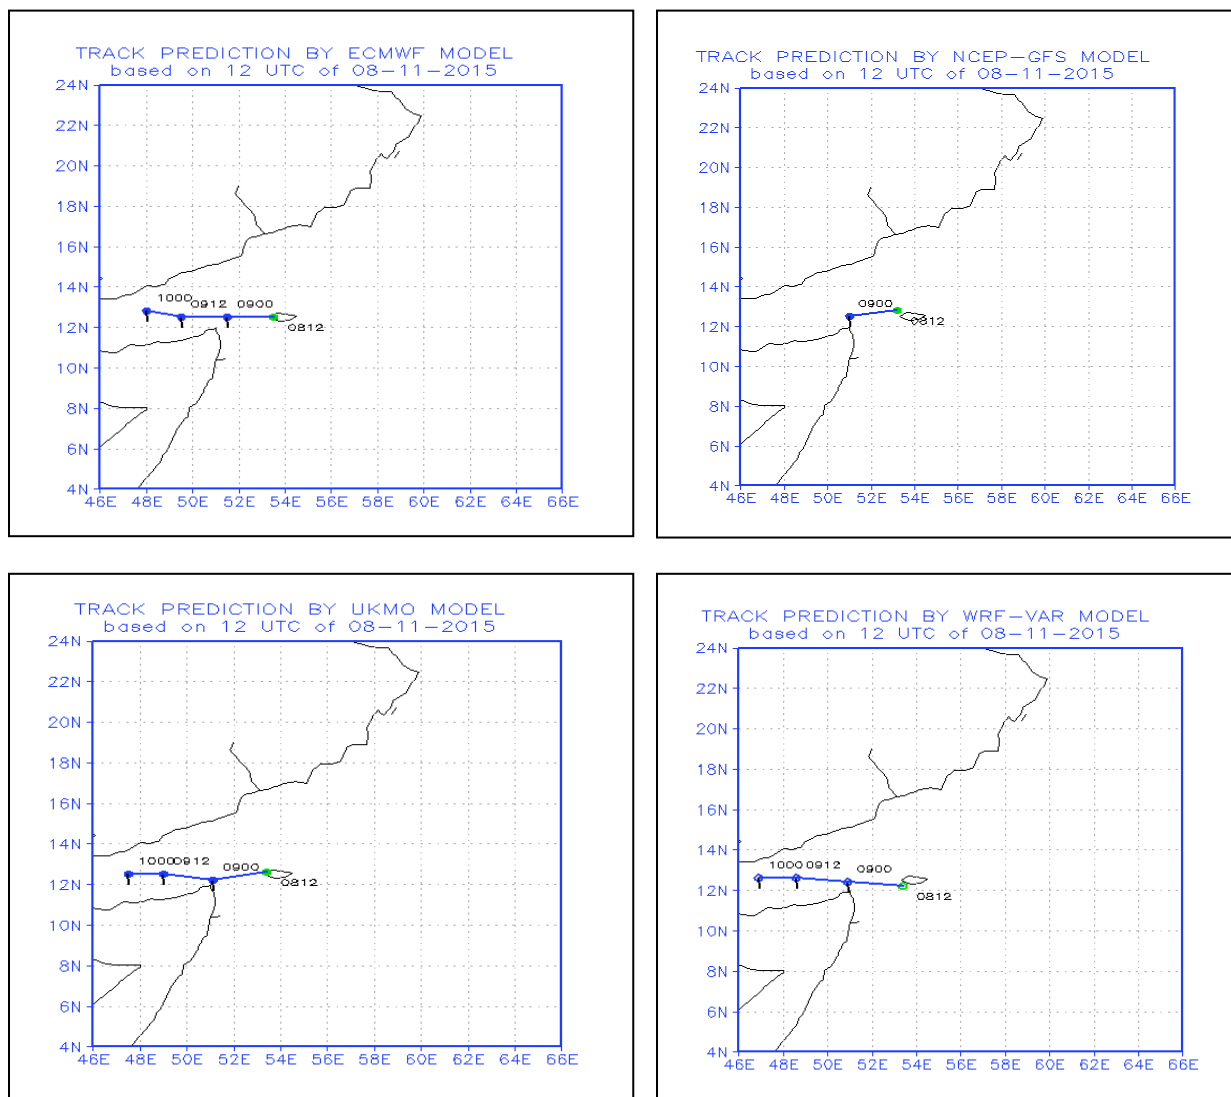 TRACK PREDICTION BY ECMWF MODEL
based on 12 UTC of 08-11-2015
24N
22N
20N
18N
16N
14N
12N
10N
8N
6N
4N
1000
0912
0900
0812
46E 48E 50E 52E 54E 56E 58E 60E 62E 64E 66E
TRACK PREDICTION BY NCEP-GFS MODEL
based on 12 UTC of 08-11-2015
24N
22N
20N
18N
16N
14N
12N
10N
8N
6N
4N
0900
0812
46E 48E 50E 52E 54E 56E 58E 60E 62E 64E 66E
TRACK PREDICTION BY UKMO MODEL
based on 12 UTC of 08-11-2015
24N
22N
20N
18N
16N
14N
12N
10N
8N
6N
4N
1000
0912
0900
0812
46E 48E 50E 52E 54E 56E 58E 60E 62E 64E 66E
TRACK PREDICTION BY WRF-VAR MODEL
based on 12 UTC of 08-11-2015
24N
22N
20N
18N
16N
14N
12N
10N
8N
6N
4N
1000
0912
0900
0812
46E 48E 50E 52E 54E 56E 58E 60E 62E 64E 66E